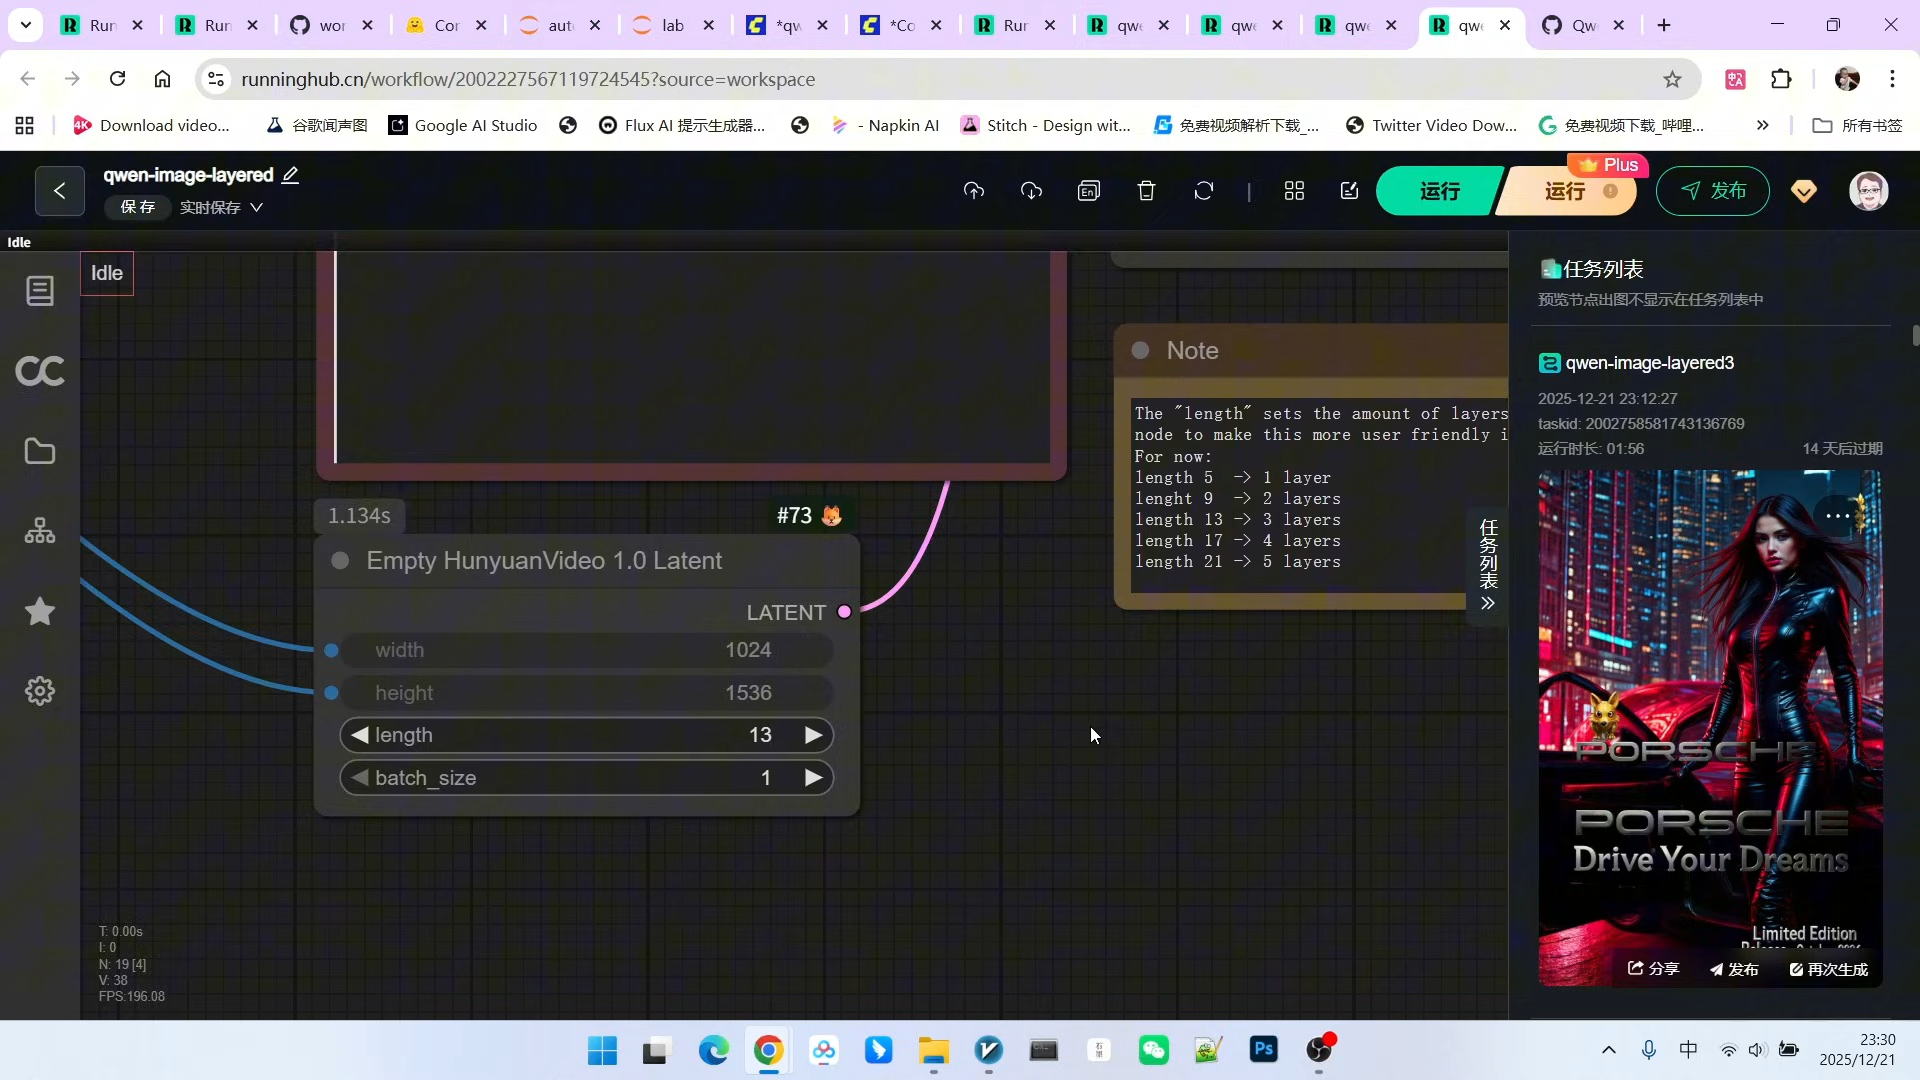 Run
Run
wor
Cor
aut
lab
*qw
*Co
Rur
qwe
qwe
qwe
qwe
Qw
runninghub.cn/workflow/2002227567119724545?source=workspace
4K Download video...
谷歌闻声图
Google AI Studio
Flux AI 提示生成器...
- Napkin AI
Stitch - Design wit...
免费视频解析下载_...
Twitter Video Dow...
免费视频下载_哔哩...
所有书签
qwen-image-layered
保存
实时保存
En
运行
运行
Plus
发布
Idle
Idle
CC
1.134s
#73
Empty HunyuanVideo 1.0 Latent
LATENT
width 1024
height 1536
length 13
batch_size 1
Note
The "length" sets the amount of layers
node to make this more user friendly i
For now:
length 5 -> 1 layer
lenght 9 -> 2 layers
length 13 -> 3 layers
length 17 -> 4 layers
length 21 -> 5 layers
任务列表
T: 0.00s
I: 0
N: 19 [4]
V: 38
FPS:196.08
任务列表
预览节点出图不显示在任务列表中
qwen-image-layered3
2025-12-21 23:12:27
taskid: 2002758581743136769
运行时长: 01:56 14 天后过期
PORSCHE
PORSCHE
Drive Your Dreams
Limited Edition
分享
发布
再次生成
Ps
中
23:30
2025/12/21